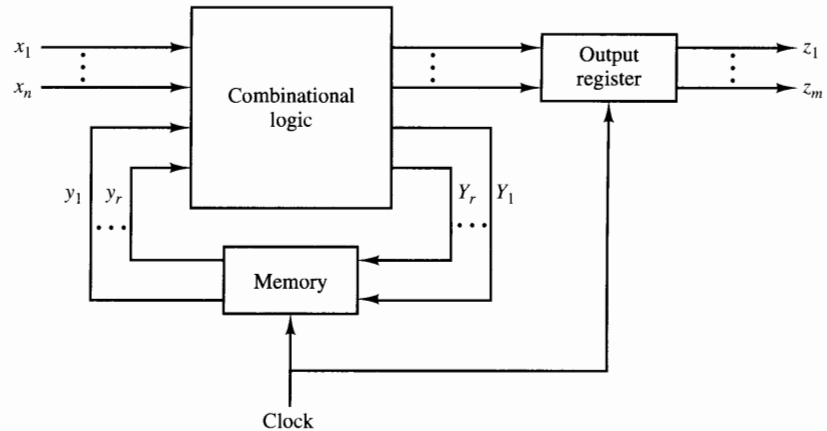 x₁
xₙ
Combinational
logic
Output
register
z₁
zₘ
y₁
yᵣ
Yᵣ
Y₁
Memory
Clock